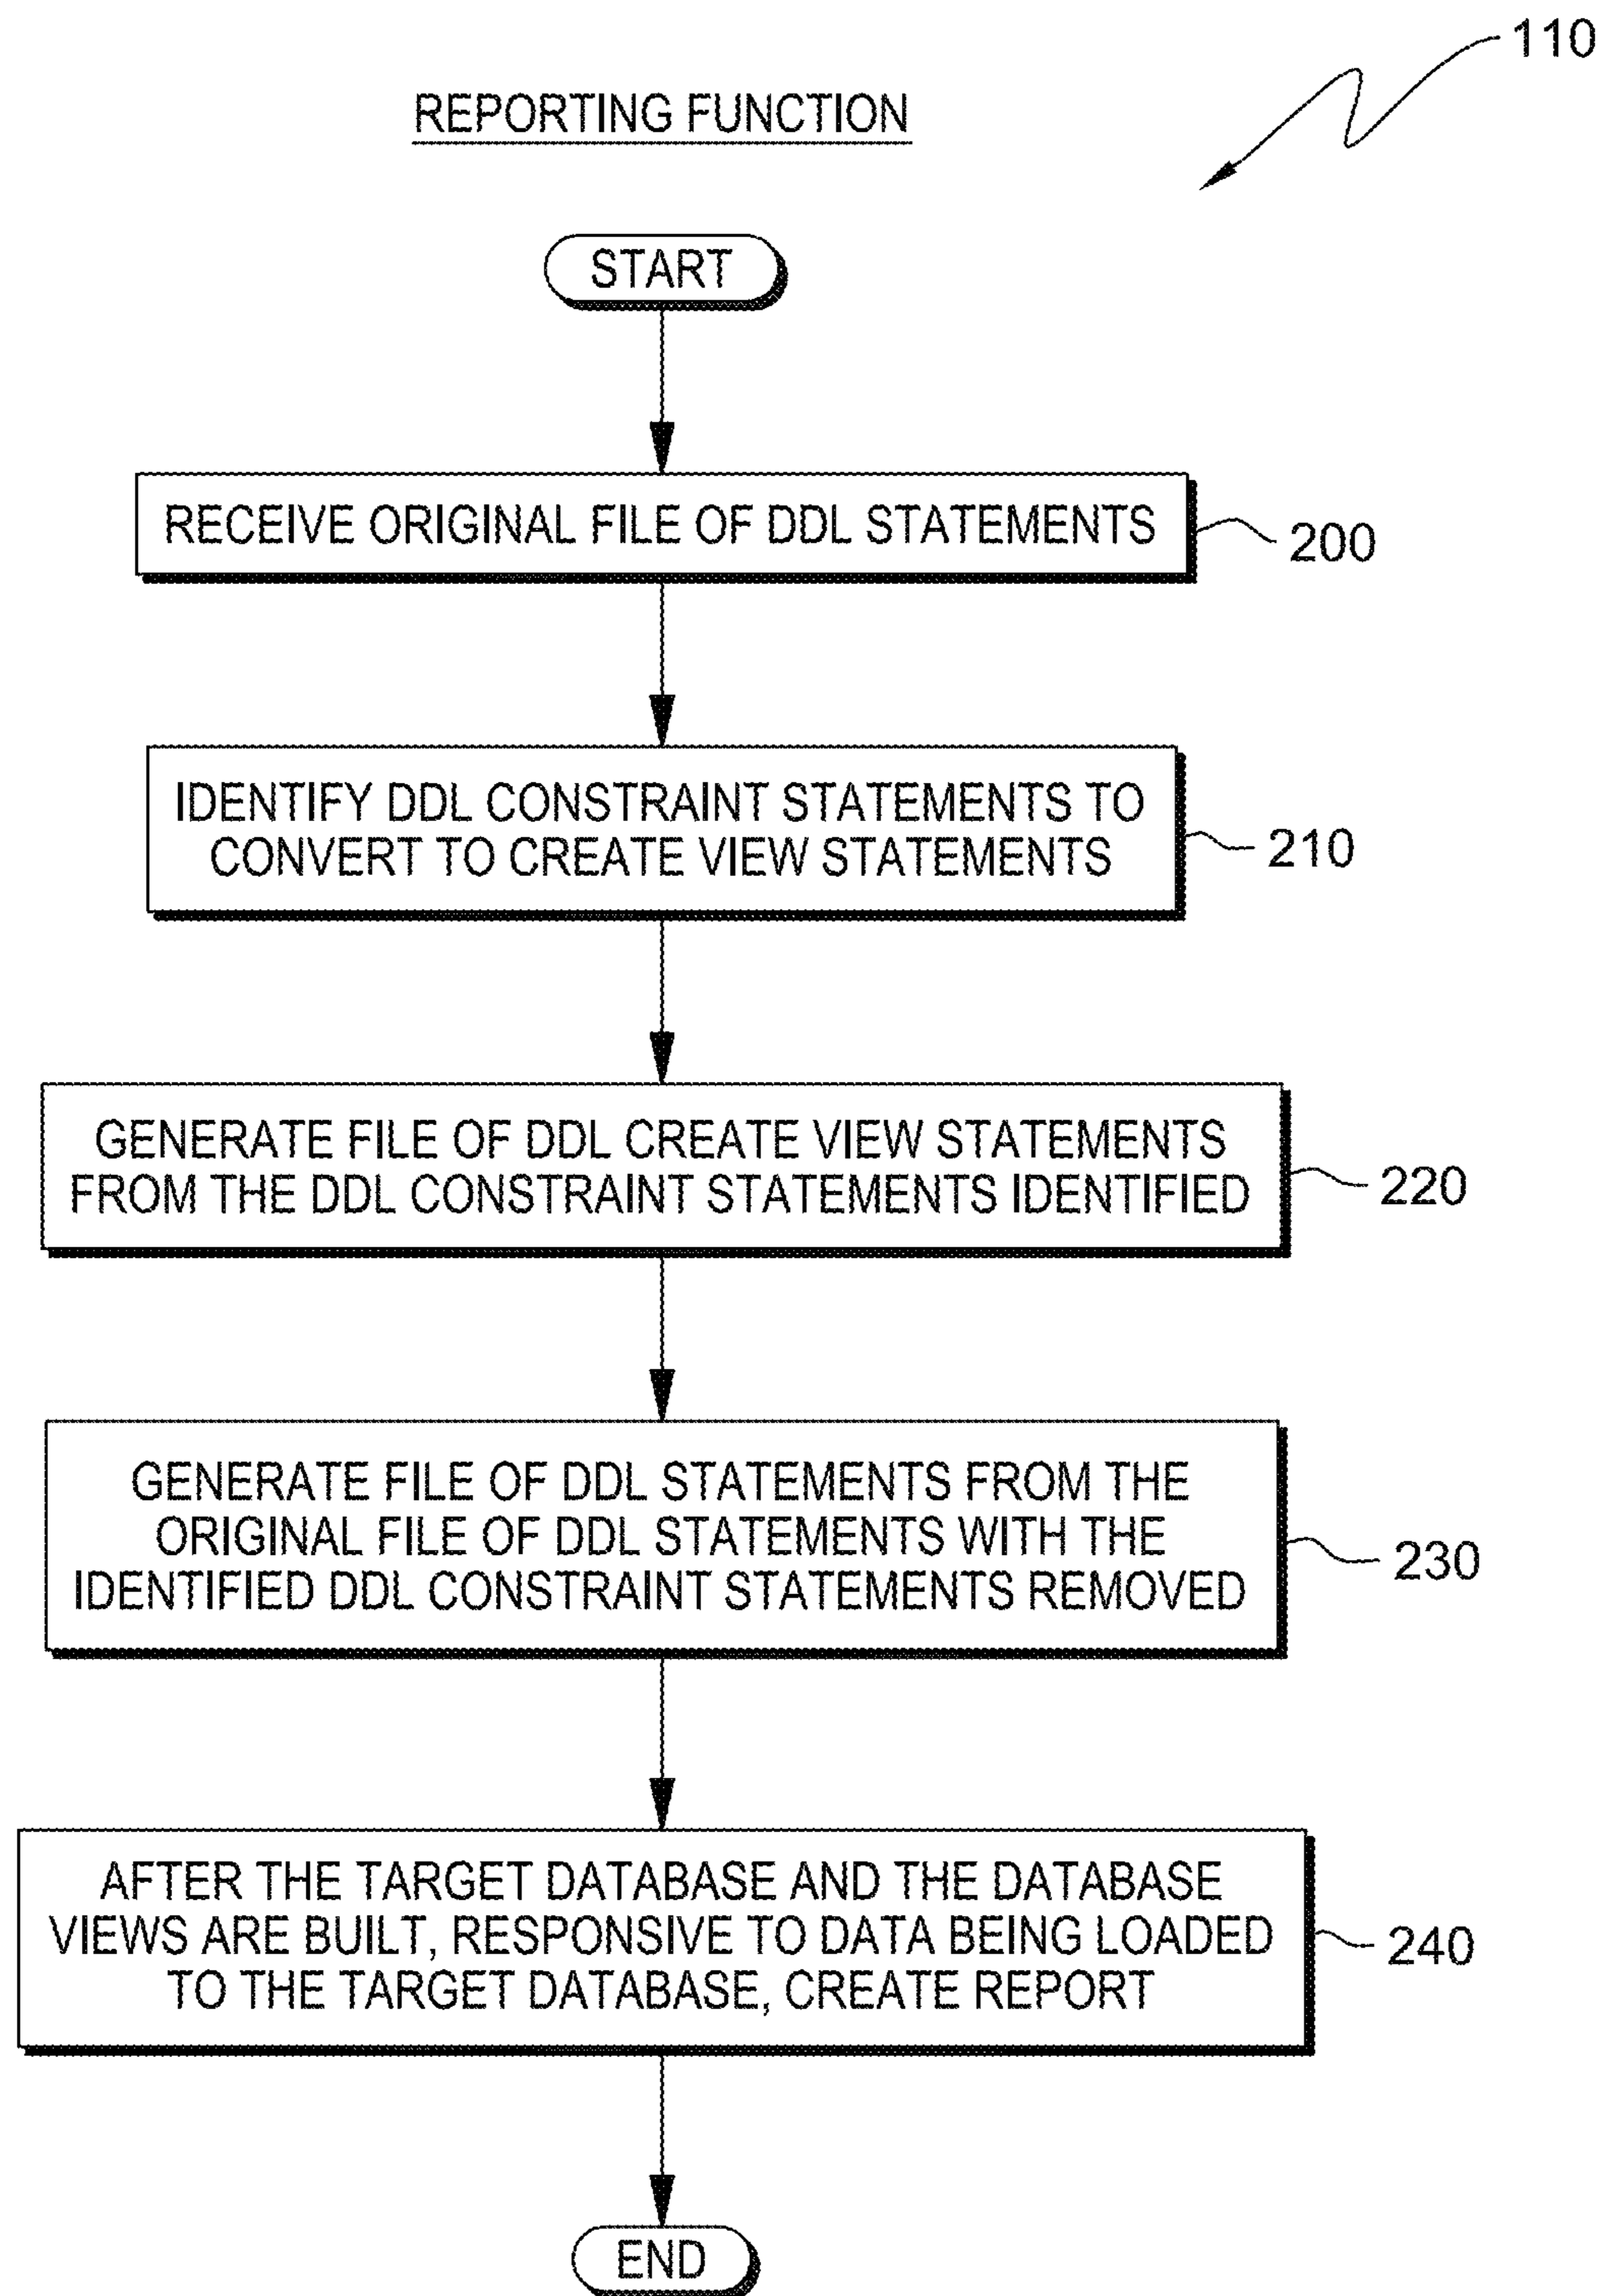 110
REPORTING FUNCTION
START
RECEIVE ORIGINAL FILE OF DDL STATEMENTS
200
IDENTIFY DDL CONSTRAINT STATEMENTS TO
CONVERT TO CREATE VIEW STATEMENTS
210
GENERATE FILE OF DDL CREATE VIEW STATEMENTS
FROM THE DDL CONSTRAINT STATEMENTS IDENTIFIED
220
GENERATE FILE OF DDL STATEMENTS FROM THE
ORIGINAL FILE OF DDL STATEMENTS WITH THE
IDENTIFIED DDL CONSTRAINT STATEMENTS REMOVED
230
AFTER THE TARGET DATABASE AND THE DATABASE
VIEWS ARE BUILT, RESPONSIVE TO DATA BEING LOADED
TO THE TARGET DATABASE, CREATE REPORT
240
END